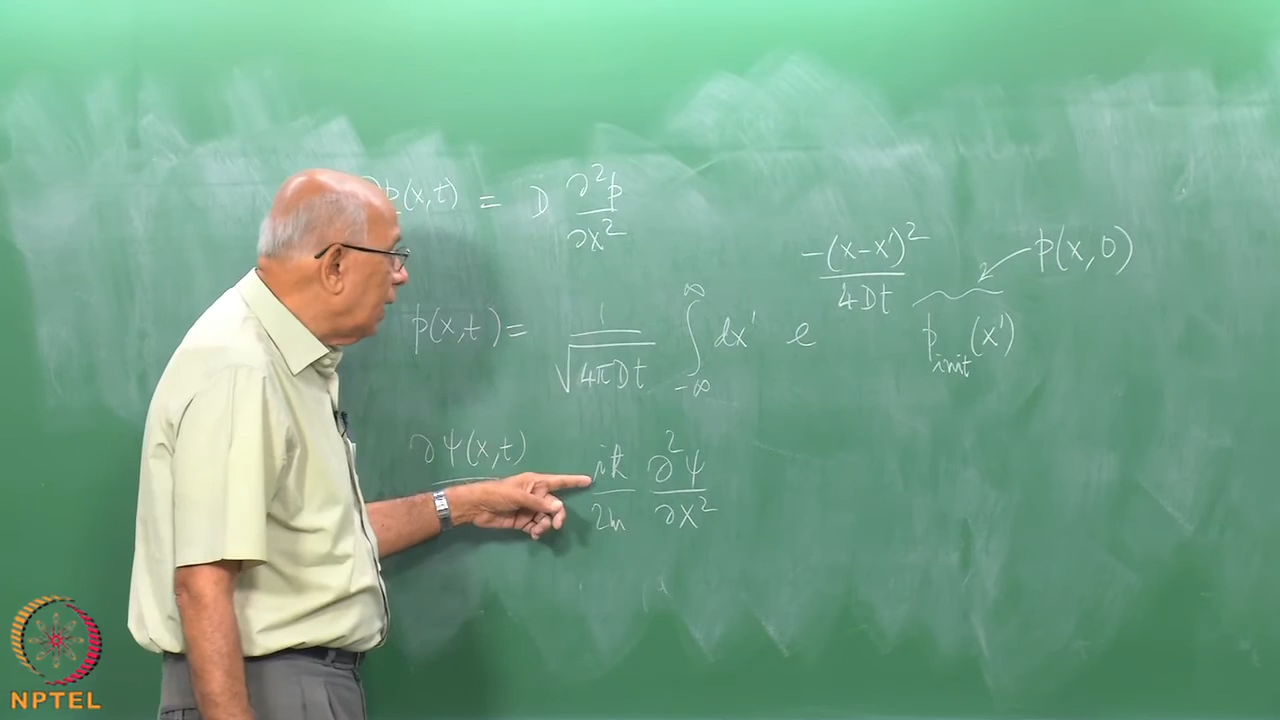 p(x,t) = D ∂²p/∂x²
p(x,t) = 1/√(4πDt) ∫_{-∞}^{∞} dx' e^{-(x-x')²/4Dt} p_init(x') p(x,0)
∂ψ(x,t) iħ/2m ∂²ψ/∂x²
NPTEL